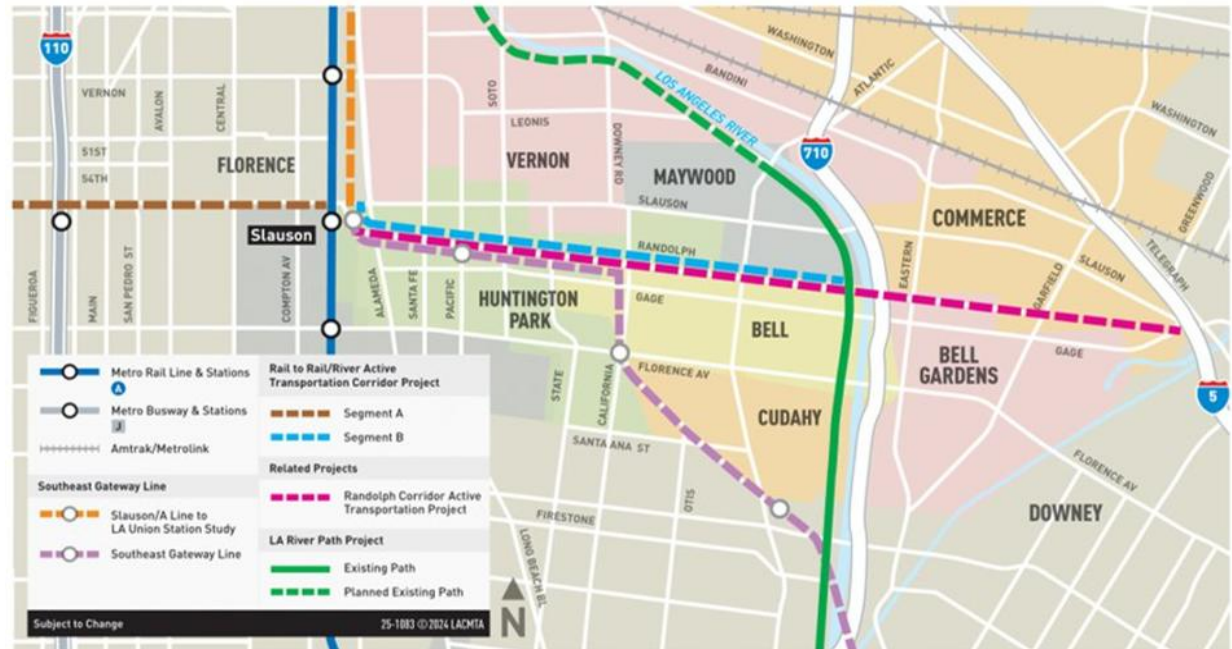 110
VERNON
AVALON
CENTRAL
51ST
54TH
FLORENCE
SOTO
LEONIS
VERNON
DOWNEY RD
LOS ANGELES RIVER
WASHINGTON
BANDINI
ATLANTIC
710
WASHINGTON
GREENWOOD
MAYWOOD
SLAUSON
COMMERCE
Slauson
RANDOLPH
EASTERN
GARFIELD
SLAUSON
TELEGRAPH
FIGUEROA
MAIN
SAN PEDRO ST
COMPTON AV
ALAMEDA
SANTA FE
PACIFIC
HUNTINGTON
PARK
GAGE
BELL
GAGE
BELL
GARDENS
5
STATE
CALIFORNIA
FLORENCE AV
CUDAHY
SANTA ANA ST
OTIS
FLORENCE AV
DOWNEY
FIRESTONE
LONG BEACH BL
N
Metro Rail Line & Stations
A
Metro Busway & Stations
J
Amtrak/Metrolink
Southeast Gateway Line
Slauson/A Line to
LA Union Station Study
Southeast Gateway Line
Rail to Rail/River Active
Transportation Corridor Project
Segment A
Segment B
Related Projects
Randolph Corridor Active
Transportation Project
LA River Path Project
Existing Path
Planned Existing Path
Subject to Change
25-1083 ©2024 LACMTA